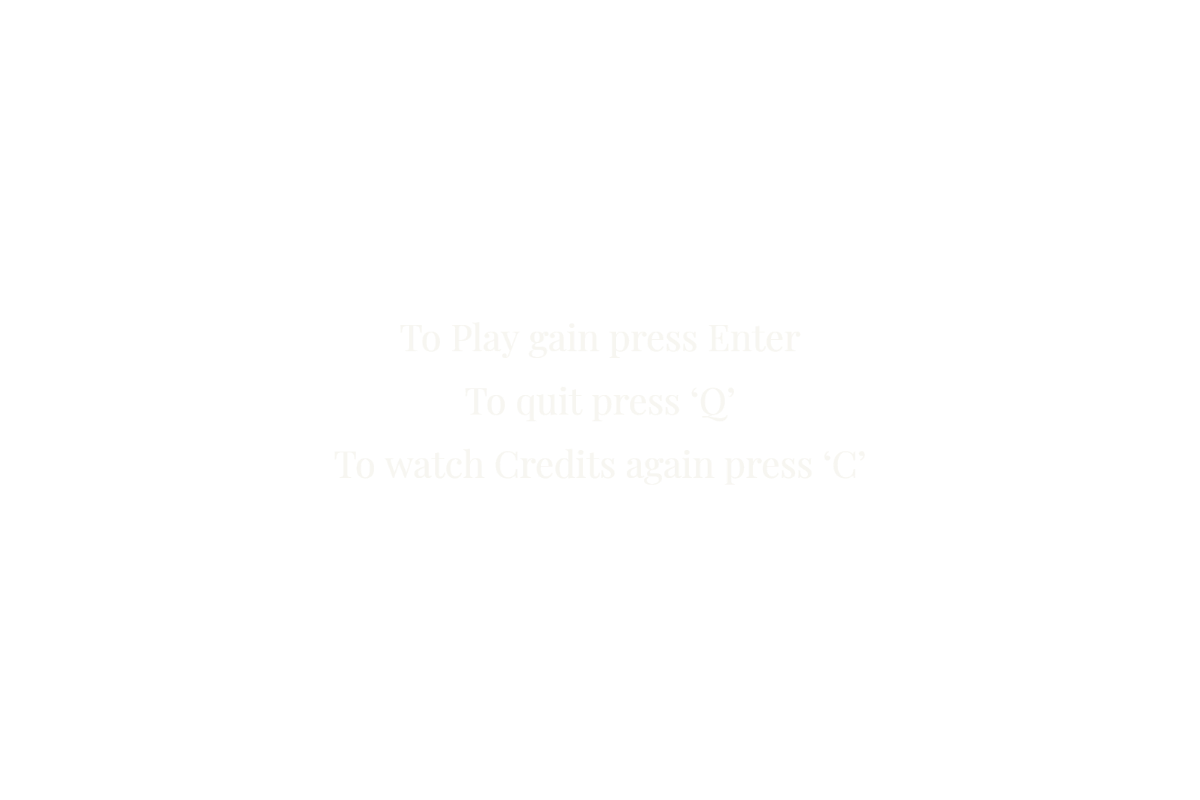 To Play gain press Enter
To quit press ‘Q’
To watch Credits again press ‘C’